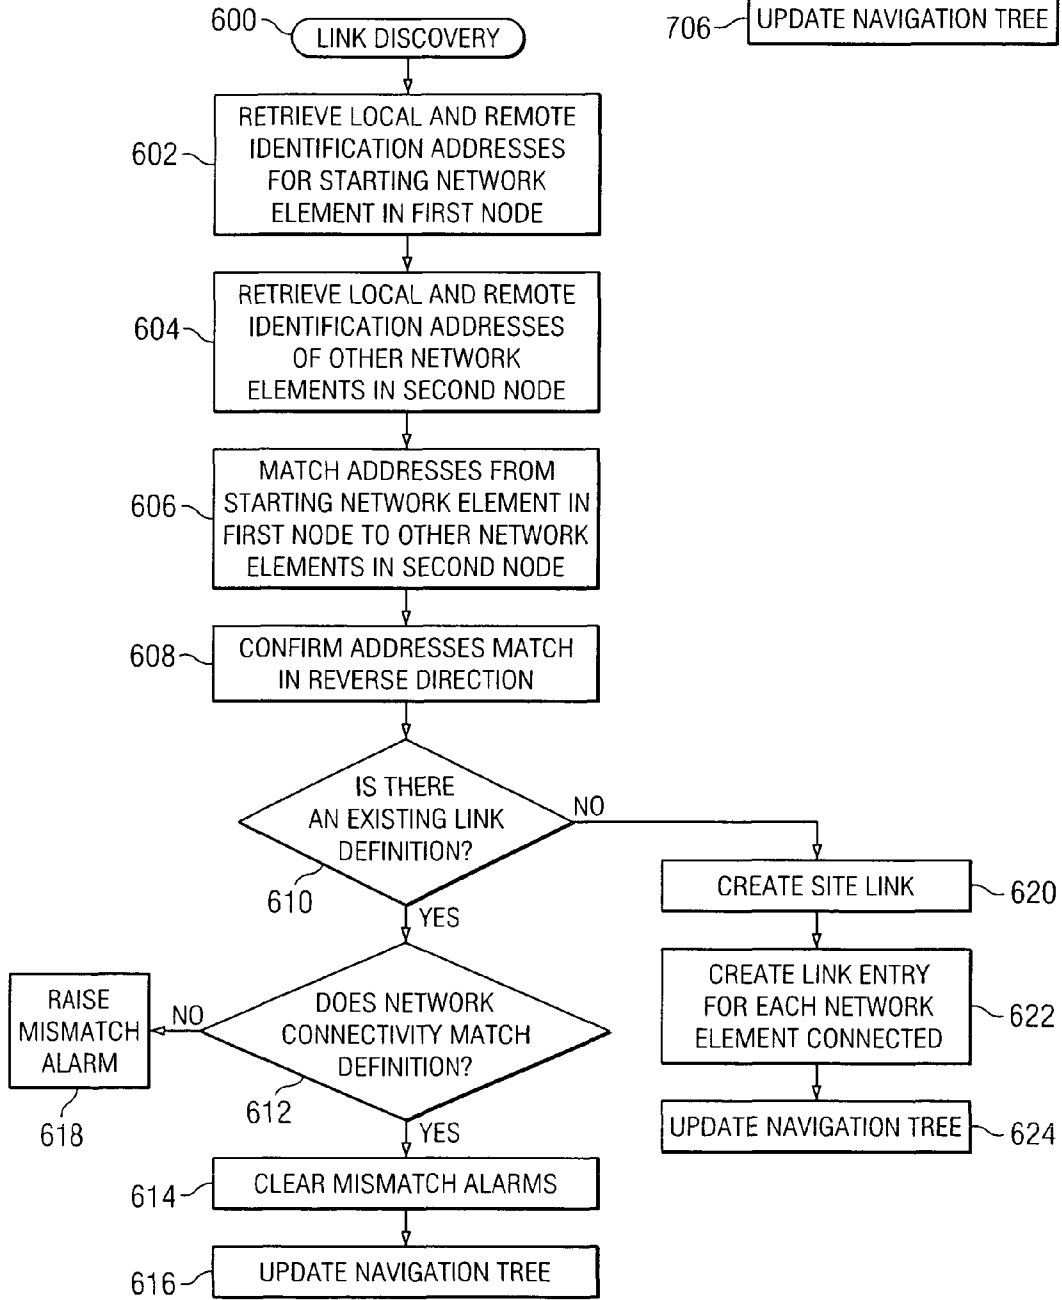 600
LINK DISCOVERY
706
UPDATE NAVIGATION TREE
602
RETRIEVE LOCAL AND REMOTE
IDENTIFICATION ADDRESSES
FOR STARTING NETWORK
ELEMENT IN FIRST NODE
604
RETRIEVE LOCAL AND REMOTE
IDENTIFICATION ADDRESSES
OF OTHER NETWORK
ELEMENTS IN SECOND NODE
606
MATCH ADDRESSES FROM
STARTING NETWORK ELEMENT IN
FIRST NODE TO OTHER NETWORK
ELEMENTS IN SECOND NODE
608
CONFIRM ADDRESSES MATCH
IN REVERSE DIRECTION
IS THERE
AN EXISTING LINK
DEFINITION?
610
NO
YES
CREATE SITE LINK
620
CREATE LINK ENTRY
FOR EACH NETWORK
ELEMENT CONNECTED
622
UPDATE NAVIGATION TREE
624
DOES NETWORK
CONNECTIVITY MATCH
DEFINITION?
612
NO
RAISE
MISMATCH
ALARM
618
YES
614
CLEAR MISMATCH ALARMS
616
UPDATE NAVIGATION TREE